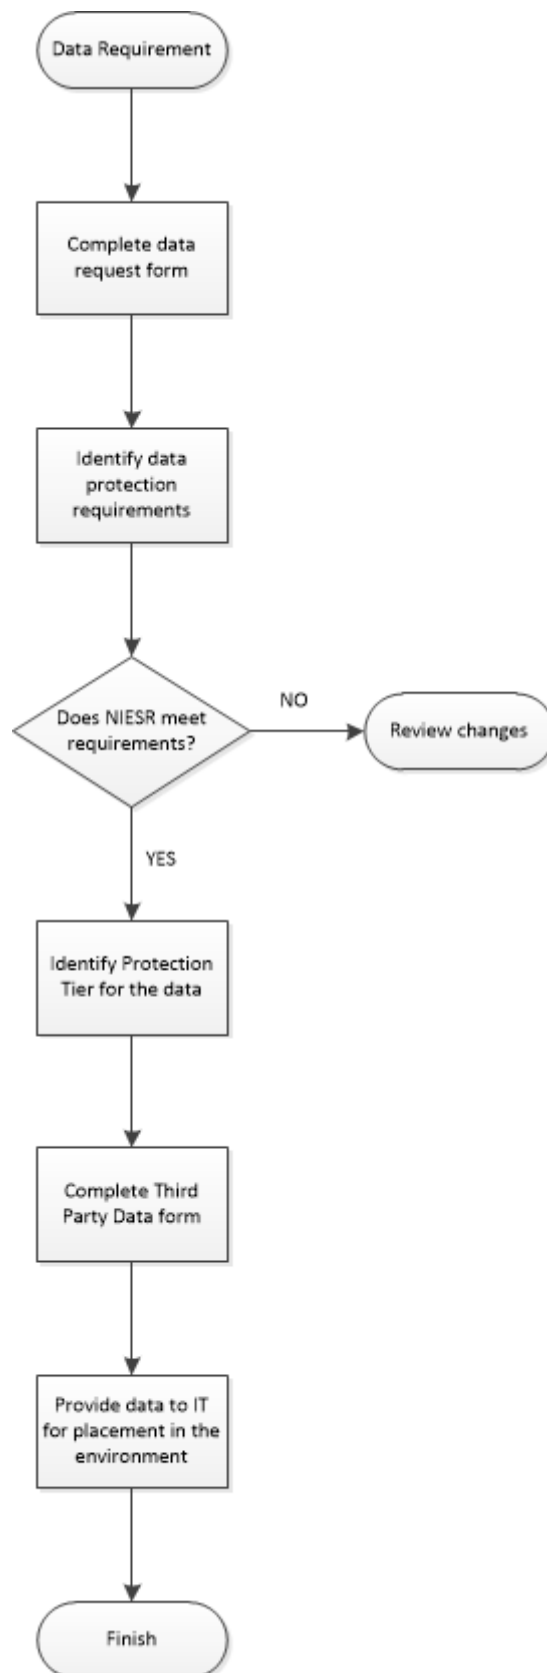 Data Requirement
Complete data
request form
Identify data
protection
requirements
Does NIESR meet
requirements?
NO
Review changes
YES
Identify Protection
Tier for the data
Complete Third
Party Data form
Provide data to IT
for placement in the
environment
Finish